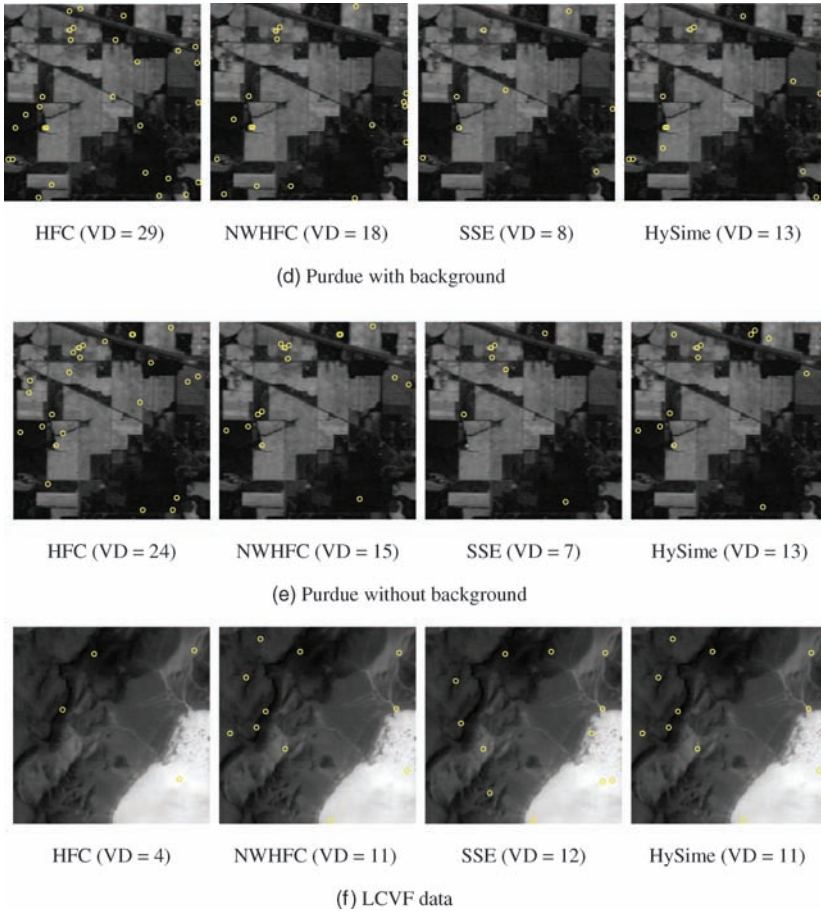 HFC (VD = 29) NWHFC (VD = 18) SSE (VD = 8) HySime (VD = 13)
(d) Purdue with background
HFC (VD = 24) NWHFC (VD = 15) SSE (VD = 7) HySime (VD = 13)
(e) Purdue without background
HFC (VD = 4) NWHFC (VD = 11) SSE (VD = 12) HySime (VD = 11)
(f) LCVF data